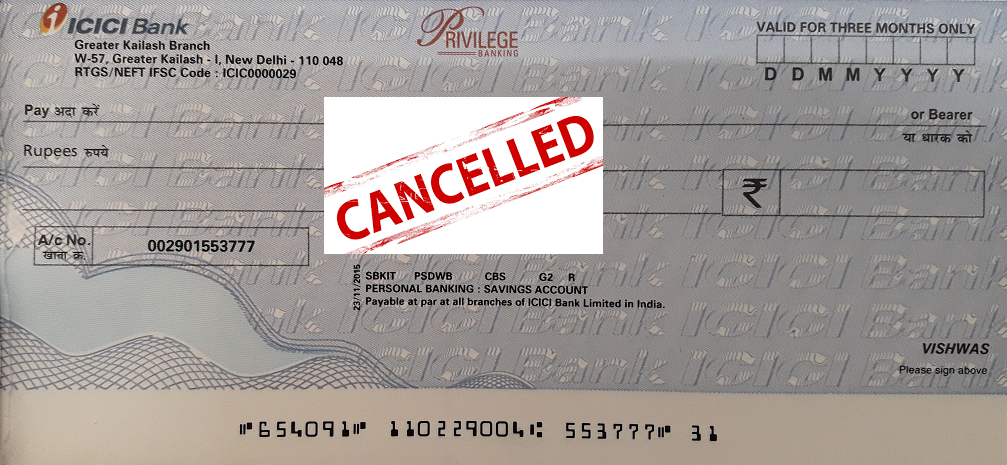 ICICI Bank
Greater Kailash Branch
W-57, Greater Kailash - I, New Delhi - 110 048
RTGS/NEFT IFSC Code : ICIC0000029
PRIVILEGE
BANKING
VALID FOR THREE MONTHS ONLY
D D M M Y Y Y Y
Pay अदा करें
or Bearer
या धारक को
Rupees रुपये
CANCELLED
₹
A/c No.
खाता क्र.
002901553777
23/11/2015
SBKIT PSDWB CBS G2 R
PERSONAL BANKING : SAVINGS ACCOUNT
Payable at par at all branches of ICICI Bank Limited in India.
VISHWAS
Please sign above
⑈654091⑈ 110229004⑆ 553777⑈ 31